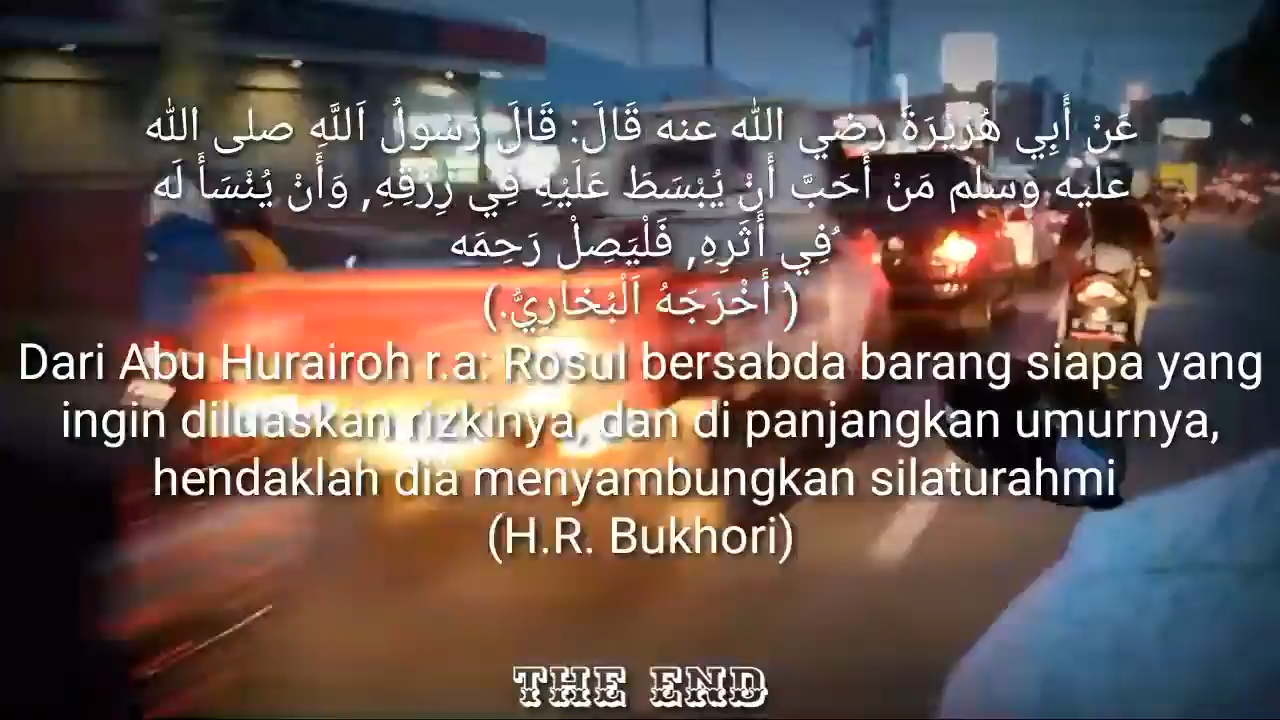 عَنْ أَبِي هُرَيْرَةَ رضي الله عنه قَالَ: قَالَ رَسُولُ اَللَّهِ صلى الله
عليه وسلم مَنْ أَحَبَّ أَنْ يُبْسَطَ عَلَيْهِ فِي رِزْقِهِ, وَأَنْ يُنْسَأَ لَه
ُفِي أَثَرِهِ, فَلْيَصِلْ رَحِمَه
( أَخْرَجَهُ اَلْبُخَارِيُّ.)
Dari Abu Hurairoh r.a: Rosul bersabda barang siapa yang
ingin diluaskan rizkinya, dan di panjangkan umurnya,
hendaklah dia menyambungkan silaturahmi
(H.R. Bukhori)
THE END